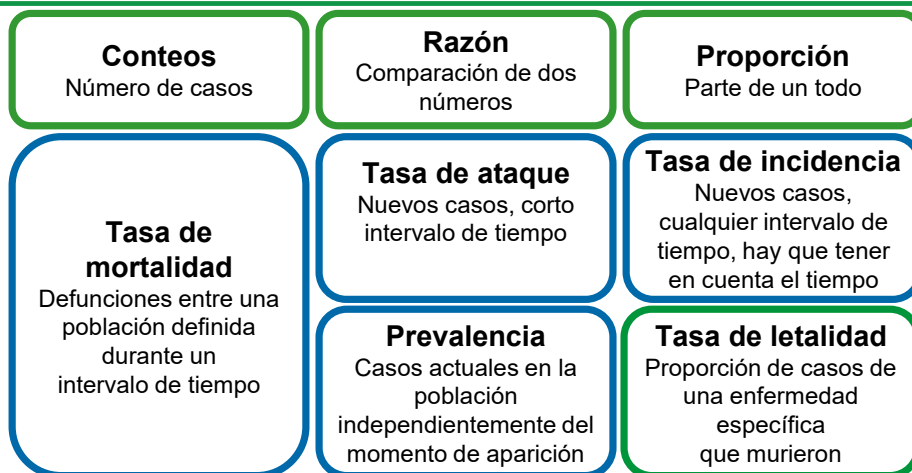 Conteos
Número de casos
Razón
Comparación de dos
números
Proporción
Parte de un todo
Tasa de
mortalidad
Defunciones entre una
población definida
durante un
intervalo de tiempo
Tasa de ataque
Nuevos casos, corto
intervalo de tiempo
Tasa de incidencia
Nuevos casos,
cualquier intervalo de
tiempo, hay que tener
en cuenta el tiempo
Prevalencia
Casos actuales en la
población
independientemente del
momento de aparición
Tasa de letalidad
Proporción de casos de
una enfermedad
específica
que murieron